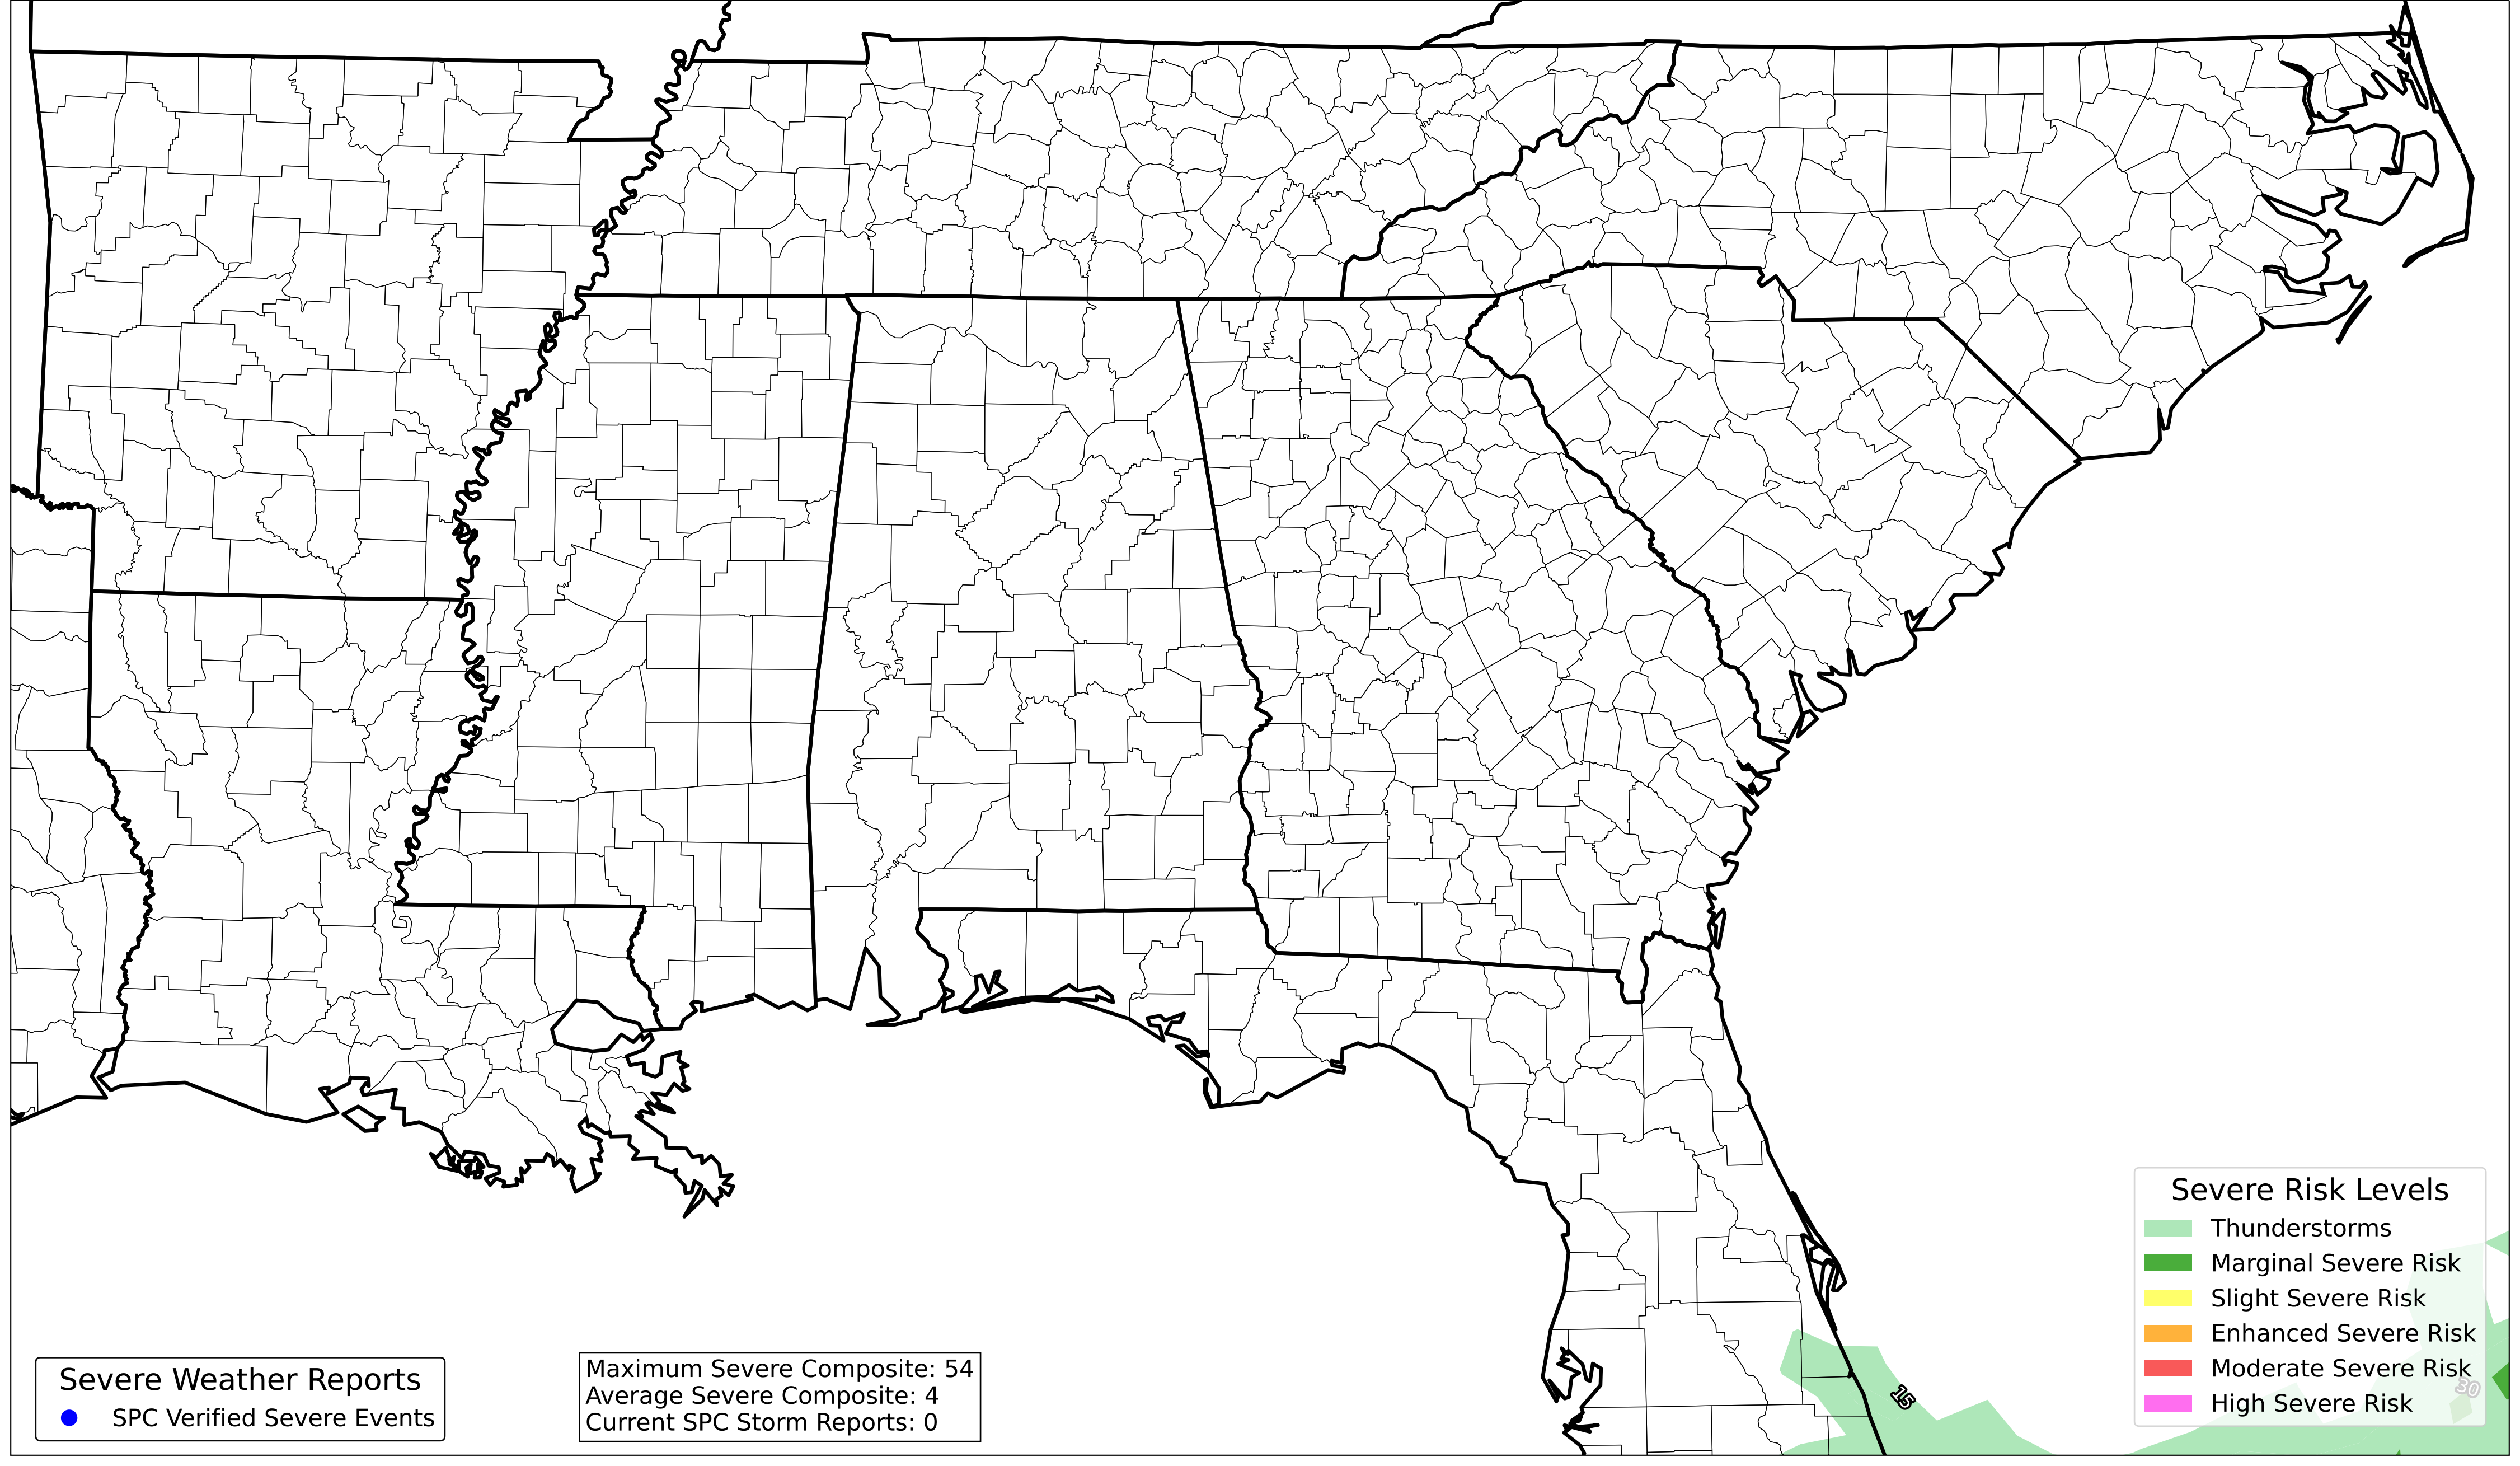 Severe Risk Levels
Thunderstorms
Marginal Severe Risk
Slight Severe Risk
Enhanced Severe Risk
Moderate Severe Risk
High Severe Risk
30
15
Severe Weather Reports
SPC Verified Severe Events
Maximum Severe Composite: 54
Average Severe Composite: 4
Current SPC Storm Reports: 0